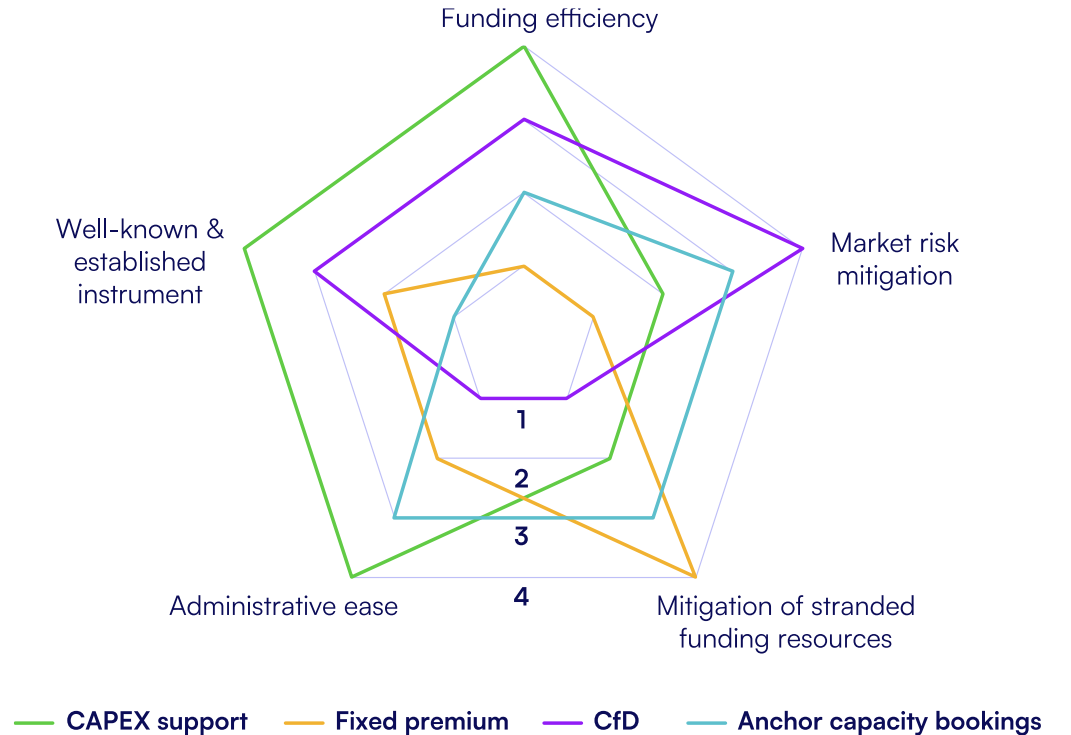 Funding efficiency
Well-known &
established
instrument
Market risk
mitigation
1
2
3
4
Administrative ease
Mitigation of stranded
funding resources
CAPEX support
Fixed premium
CfD
Anchor capacity bookings